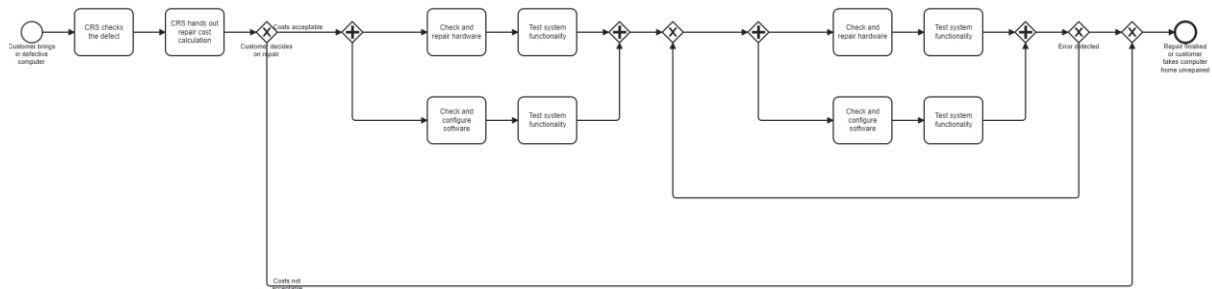 Customer brings
in defective
computer
CRS checks
the defect
CRS hands out
repair cost
calculation
Costs acceptable
Customer decides
on repair
Check and
repair hardware
Test system
functionality
Check and
configure
software
Test system
functionality
Check and
repair hardware
Test system
functionality
Check and
configure
software
Test system
functionality
Error detected
Repair finished
or customer
takes computer
home unrepaired
Costs not
acceptable